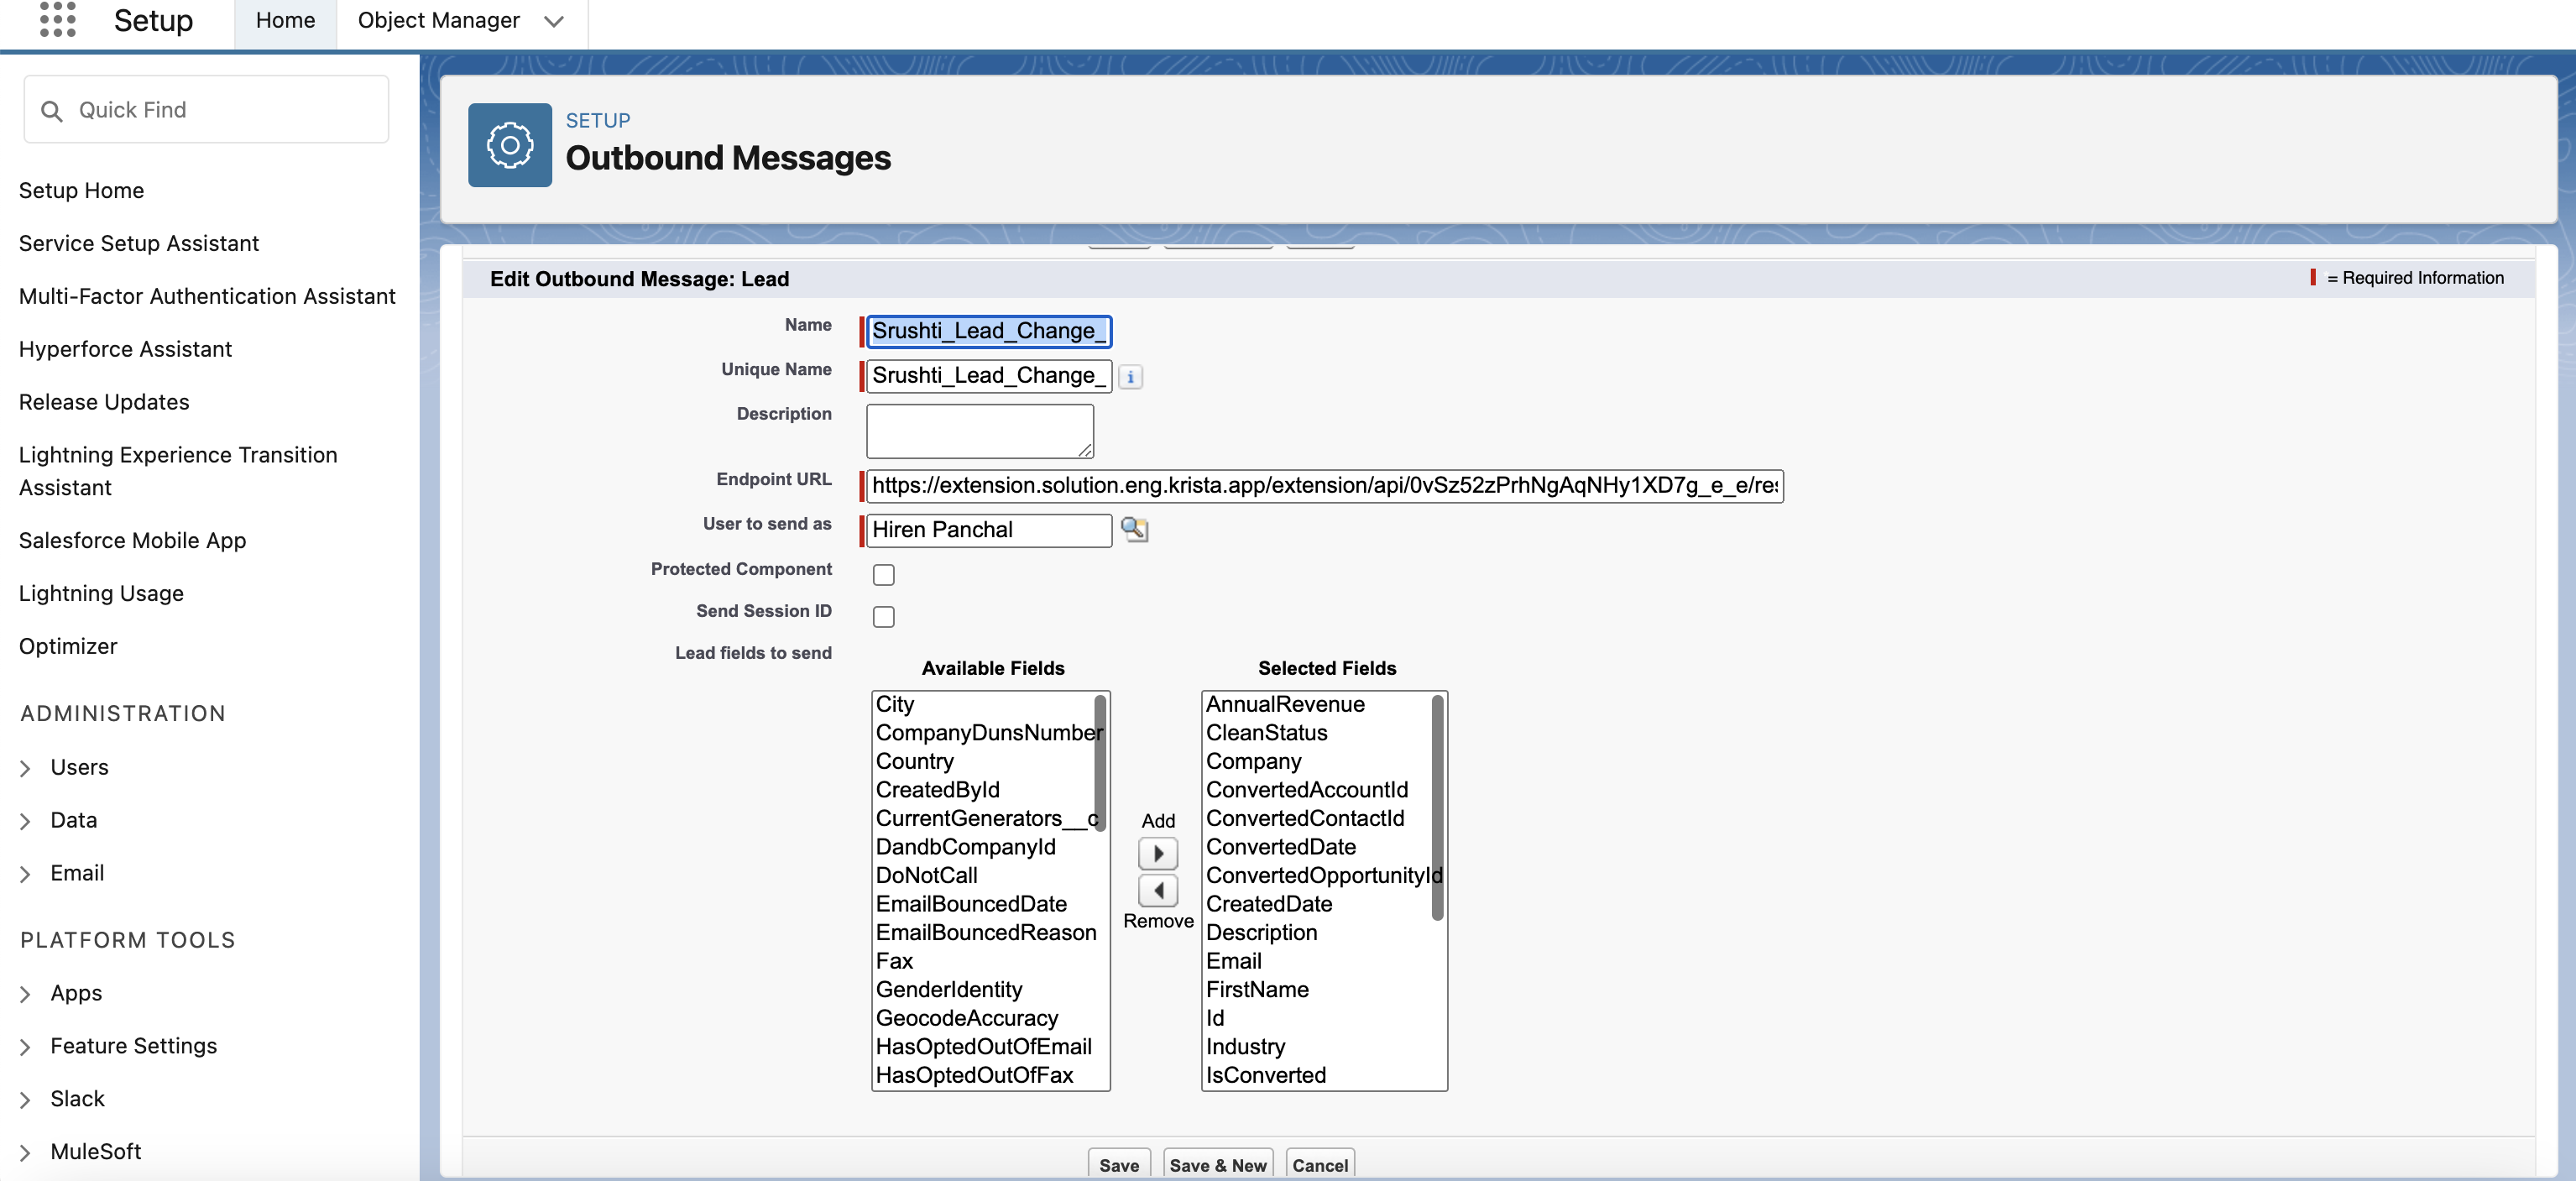 Setup
Home
Object Manager
Quick Find
Setup Home
Service Setup Assistant
Multi-Factor Authentication Assistant
Hyperforce Assistant
Release Updates
Lightning Experience Transition
Assistant
Salesforce Mobile App
Lightning Usage
Optimizer
ADMINISTRATION
Users
Data
Email
PLATFORM TOOLS
Apps
Feature Settings
Slack
MuleSoft
SETUP
Outbound Messages
Edit Outbound Message: Lead
= Required Information
Name
Srushti_Lead_Change_
Unique Name
Srushti_Lead_Change_
Description
Endpoint URL
https://extension.solution.eng.krista.app/extension/api/0vSz52zPrhNgAqNHy1XD7g_e_e/res
User to send as
Hiren Panchal
Protected Component
Send Session ID
Lead fields to send
Available Fields
City
CompanyDunsNumber
Country
CreatedById
CurrentGenerators__c
DandbCompanyId
DoNotCall
EmailBouncedDate
EmailBouncedReason
Fax
GenderIdentity
GeocodeAccuracy
HasOptedOutOfEmail
HasOptedOutOfFax
Add
Remove
Selected Fields
AnnualRevenue
CleanStatus
Company
ConvertedAccountId
ConvertedContactId
ConvertedDate
ConvertedOpportunityId
CreatedDate
Description
Email
FirstName
Id
Industry
IsConverted
Save
Save & New
Cancel